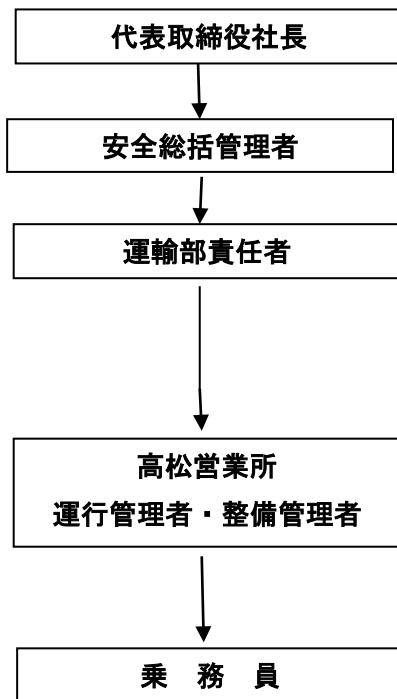 代表取締役社長
安全総括管理者
運輸部責任者
高松営業所
運行管理者・整備管理者
乗　務　員